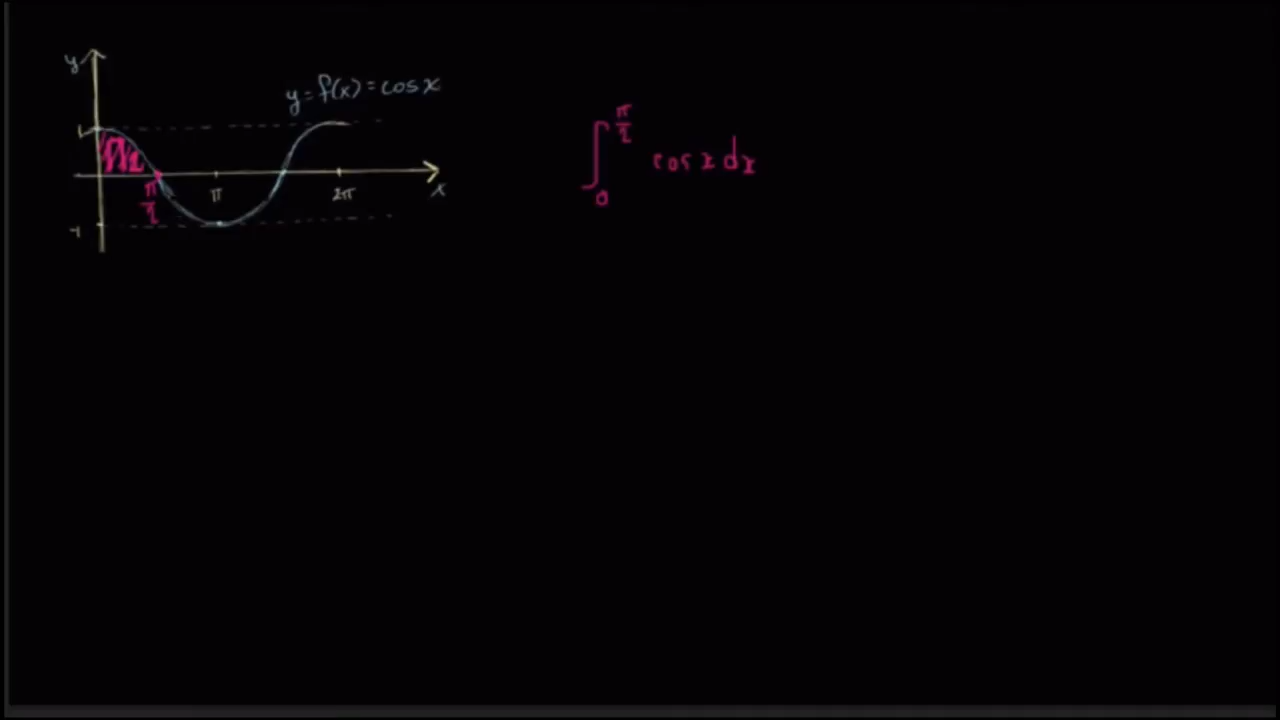 y
y = f(x) = cos x
1
π/2
π
2π
x
-1
∫₀^(π/2) cos x dx